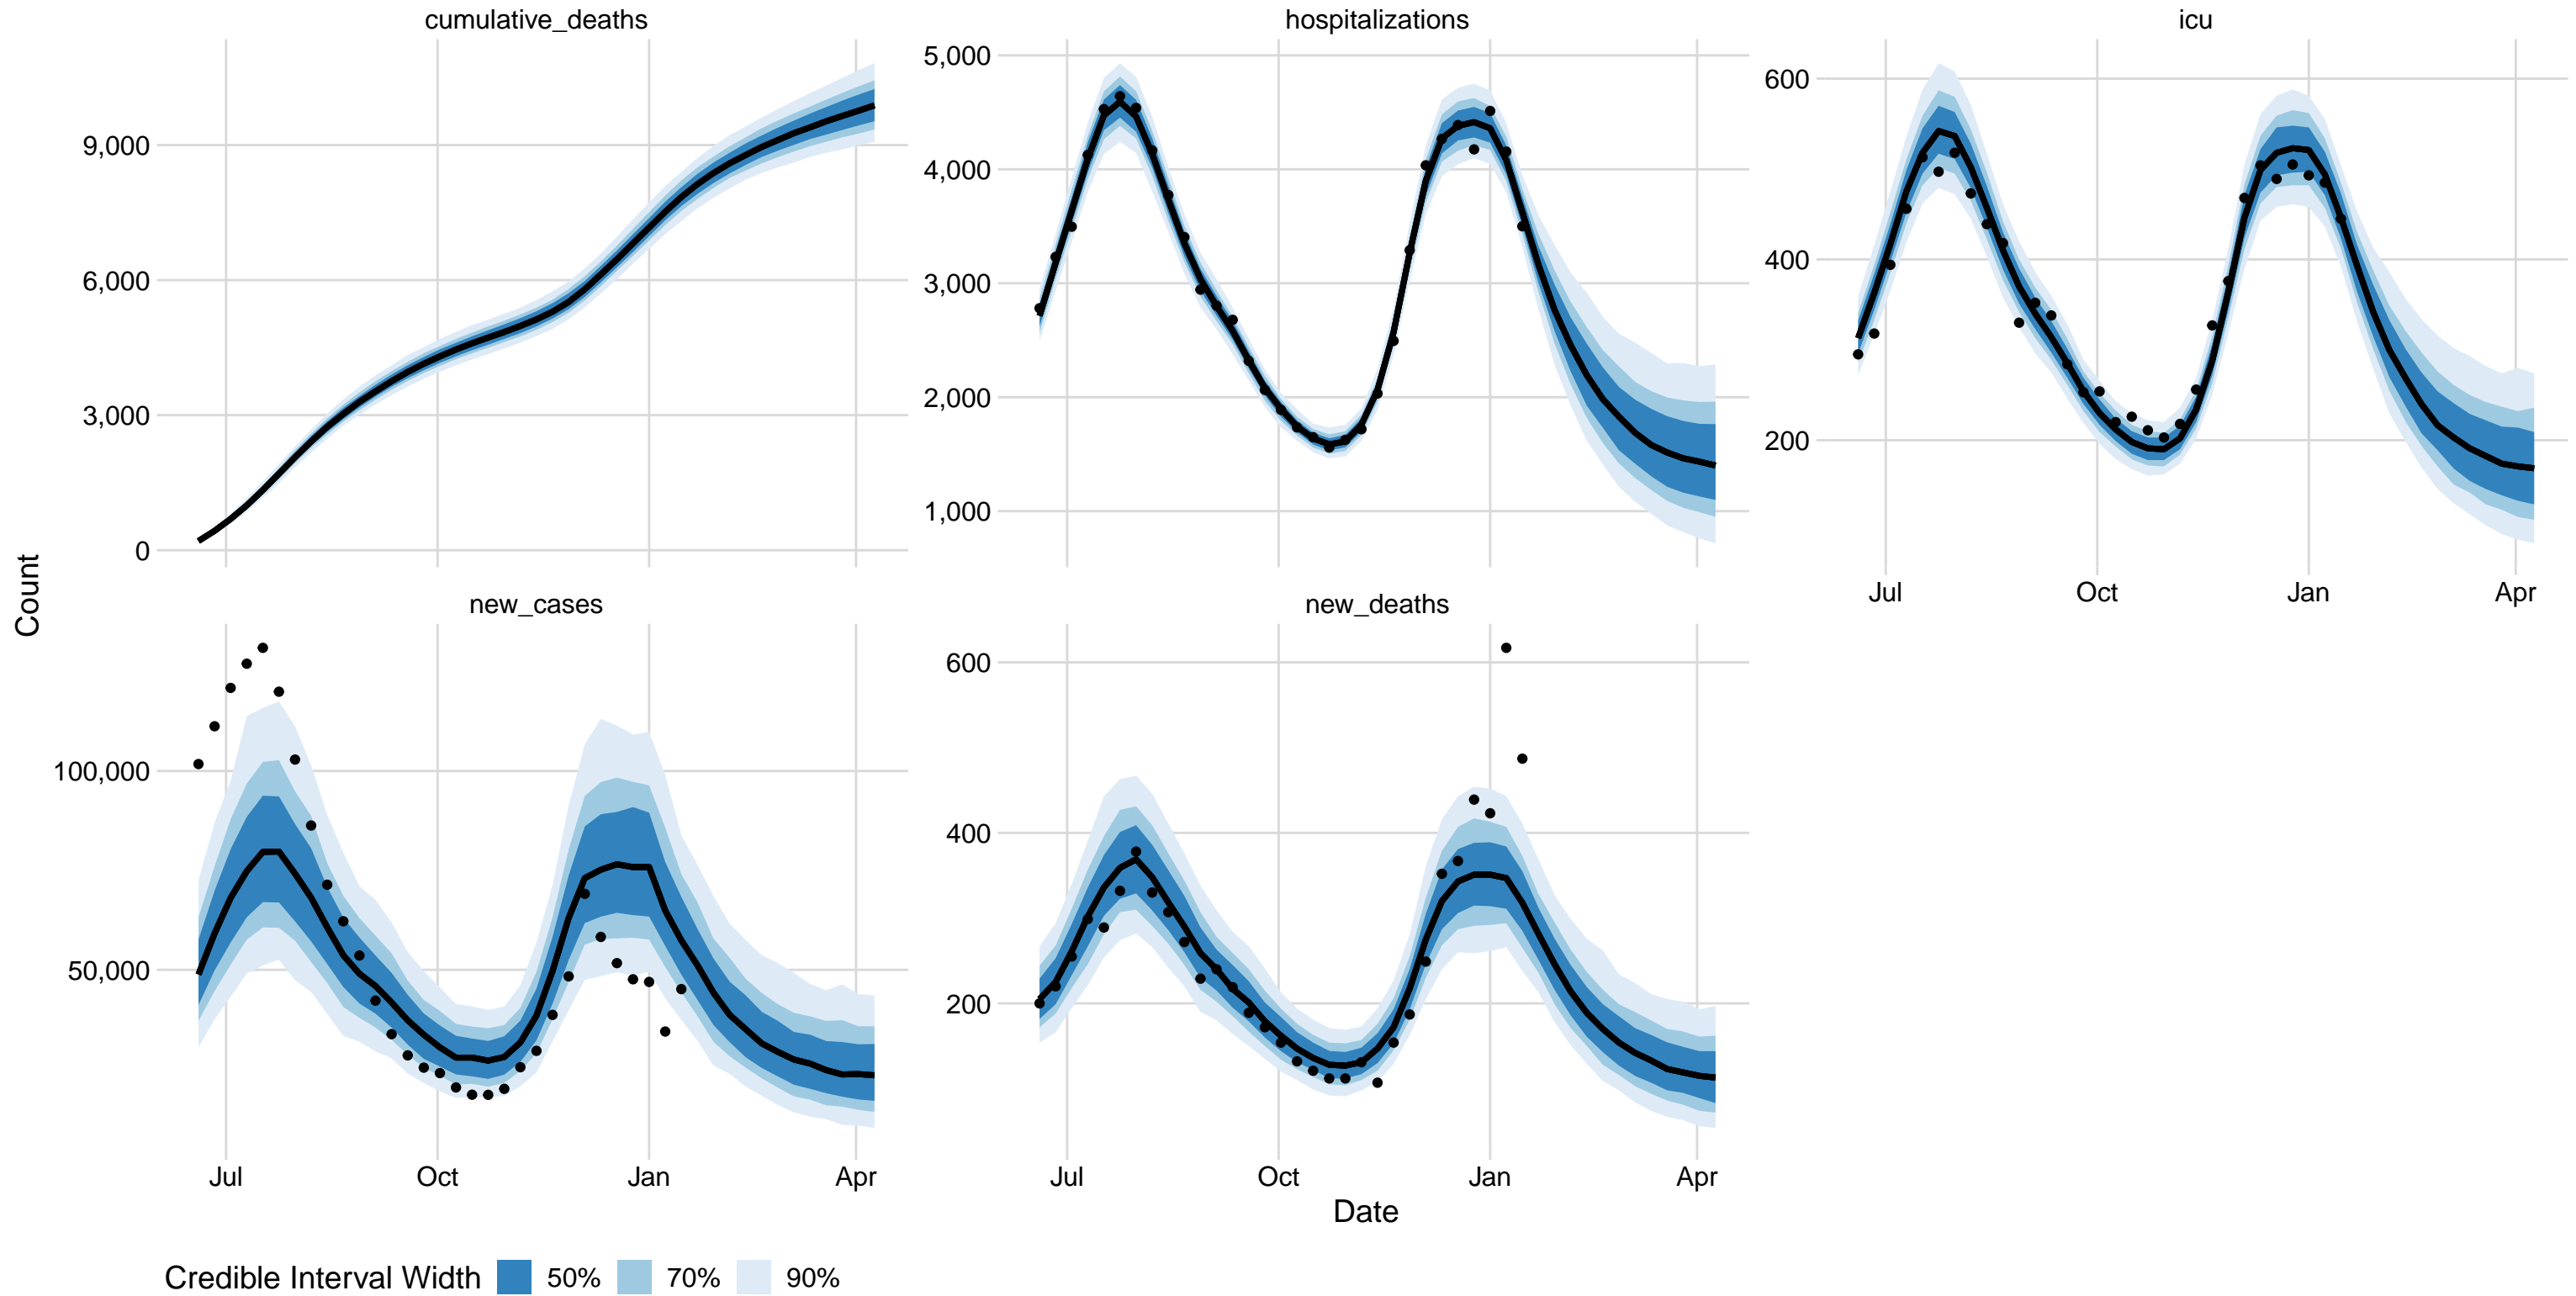 cumulative_deaths
hospitalizations
icu
9,000
6,000
3,000
0
5,000
4,000
3,000
2,000
1,000
600
400
200
Jul Oct Jan Apr
Count
new_cases
new_deaths
100,000
50,000
600
400
200
Jul Oct Jan Apr
Jul Oct Jan Apr
Date
Credible Interval Width 50% 70% 90%